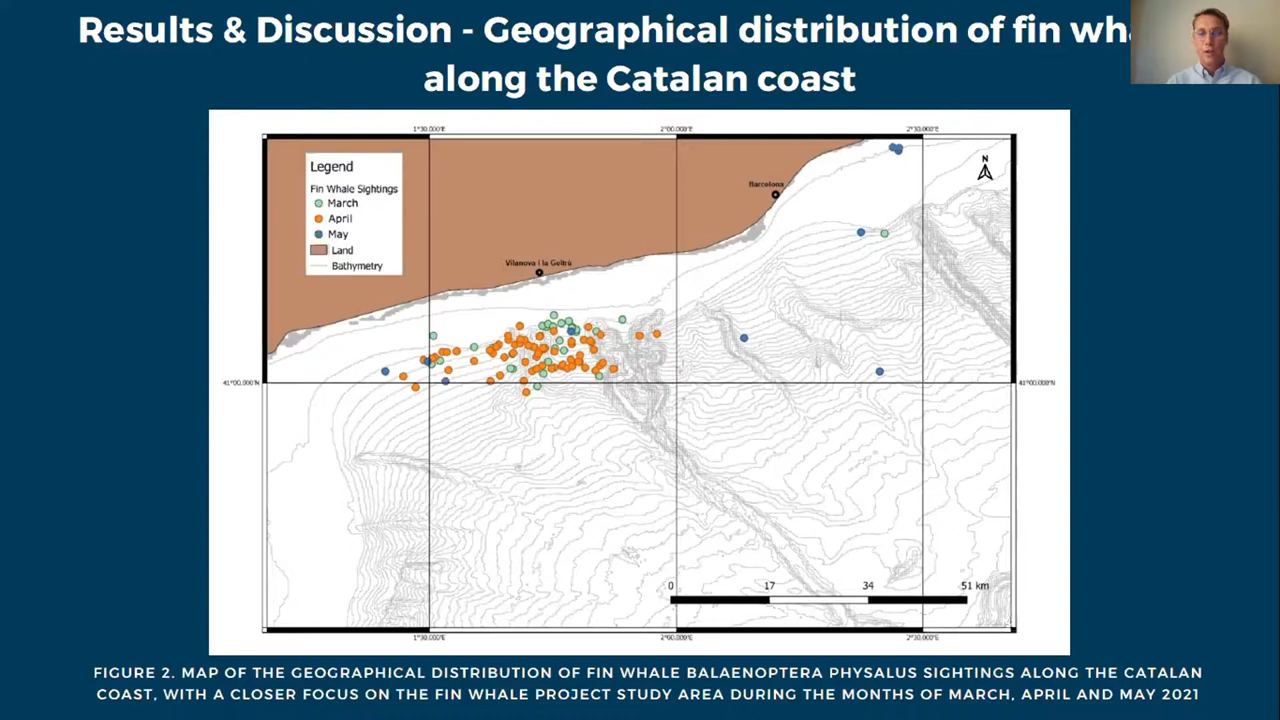 Results & Discussion - Geographical distribution of fin wha
along the Catalan coast
1°30.000'E 2°00.000'E 2°30.000'E
Legend
Fin Whale Sightings
March
April
May
Land
Bathymetry
N
Barcelona
Vilanova i la Geltrú
41°00.000'N 41°00.000'N
0 17 34 51 km
1°30.000'E 2°00.000'E 2°30.000'E
FIGURE 2. MAP OF THE GEOGRAPHICAL DISTRIBUTION OF FIN WHALE BALAENOPTERA PHYSALUS SIGHTINGS ALONG THE CATALAN
COAST, WITH A CLOSER FOCUS ON THE FIN WHALE PROJECT STUDY AREA DURING THE MONTHS OF MARCH, APRIL AND MAY 2021